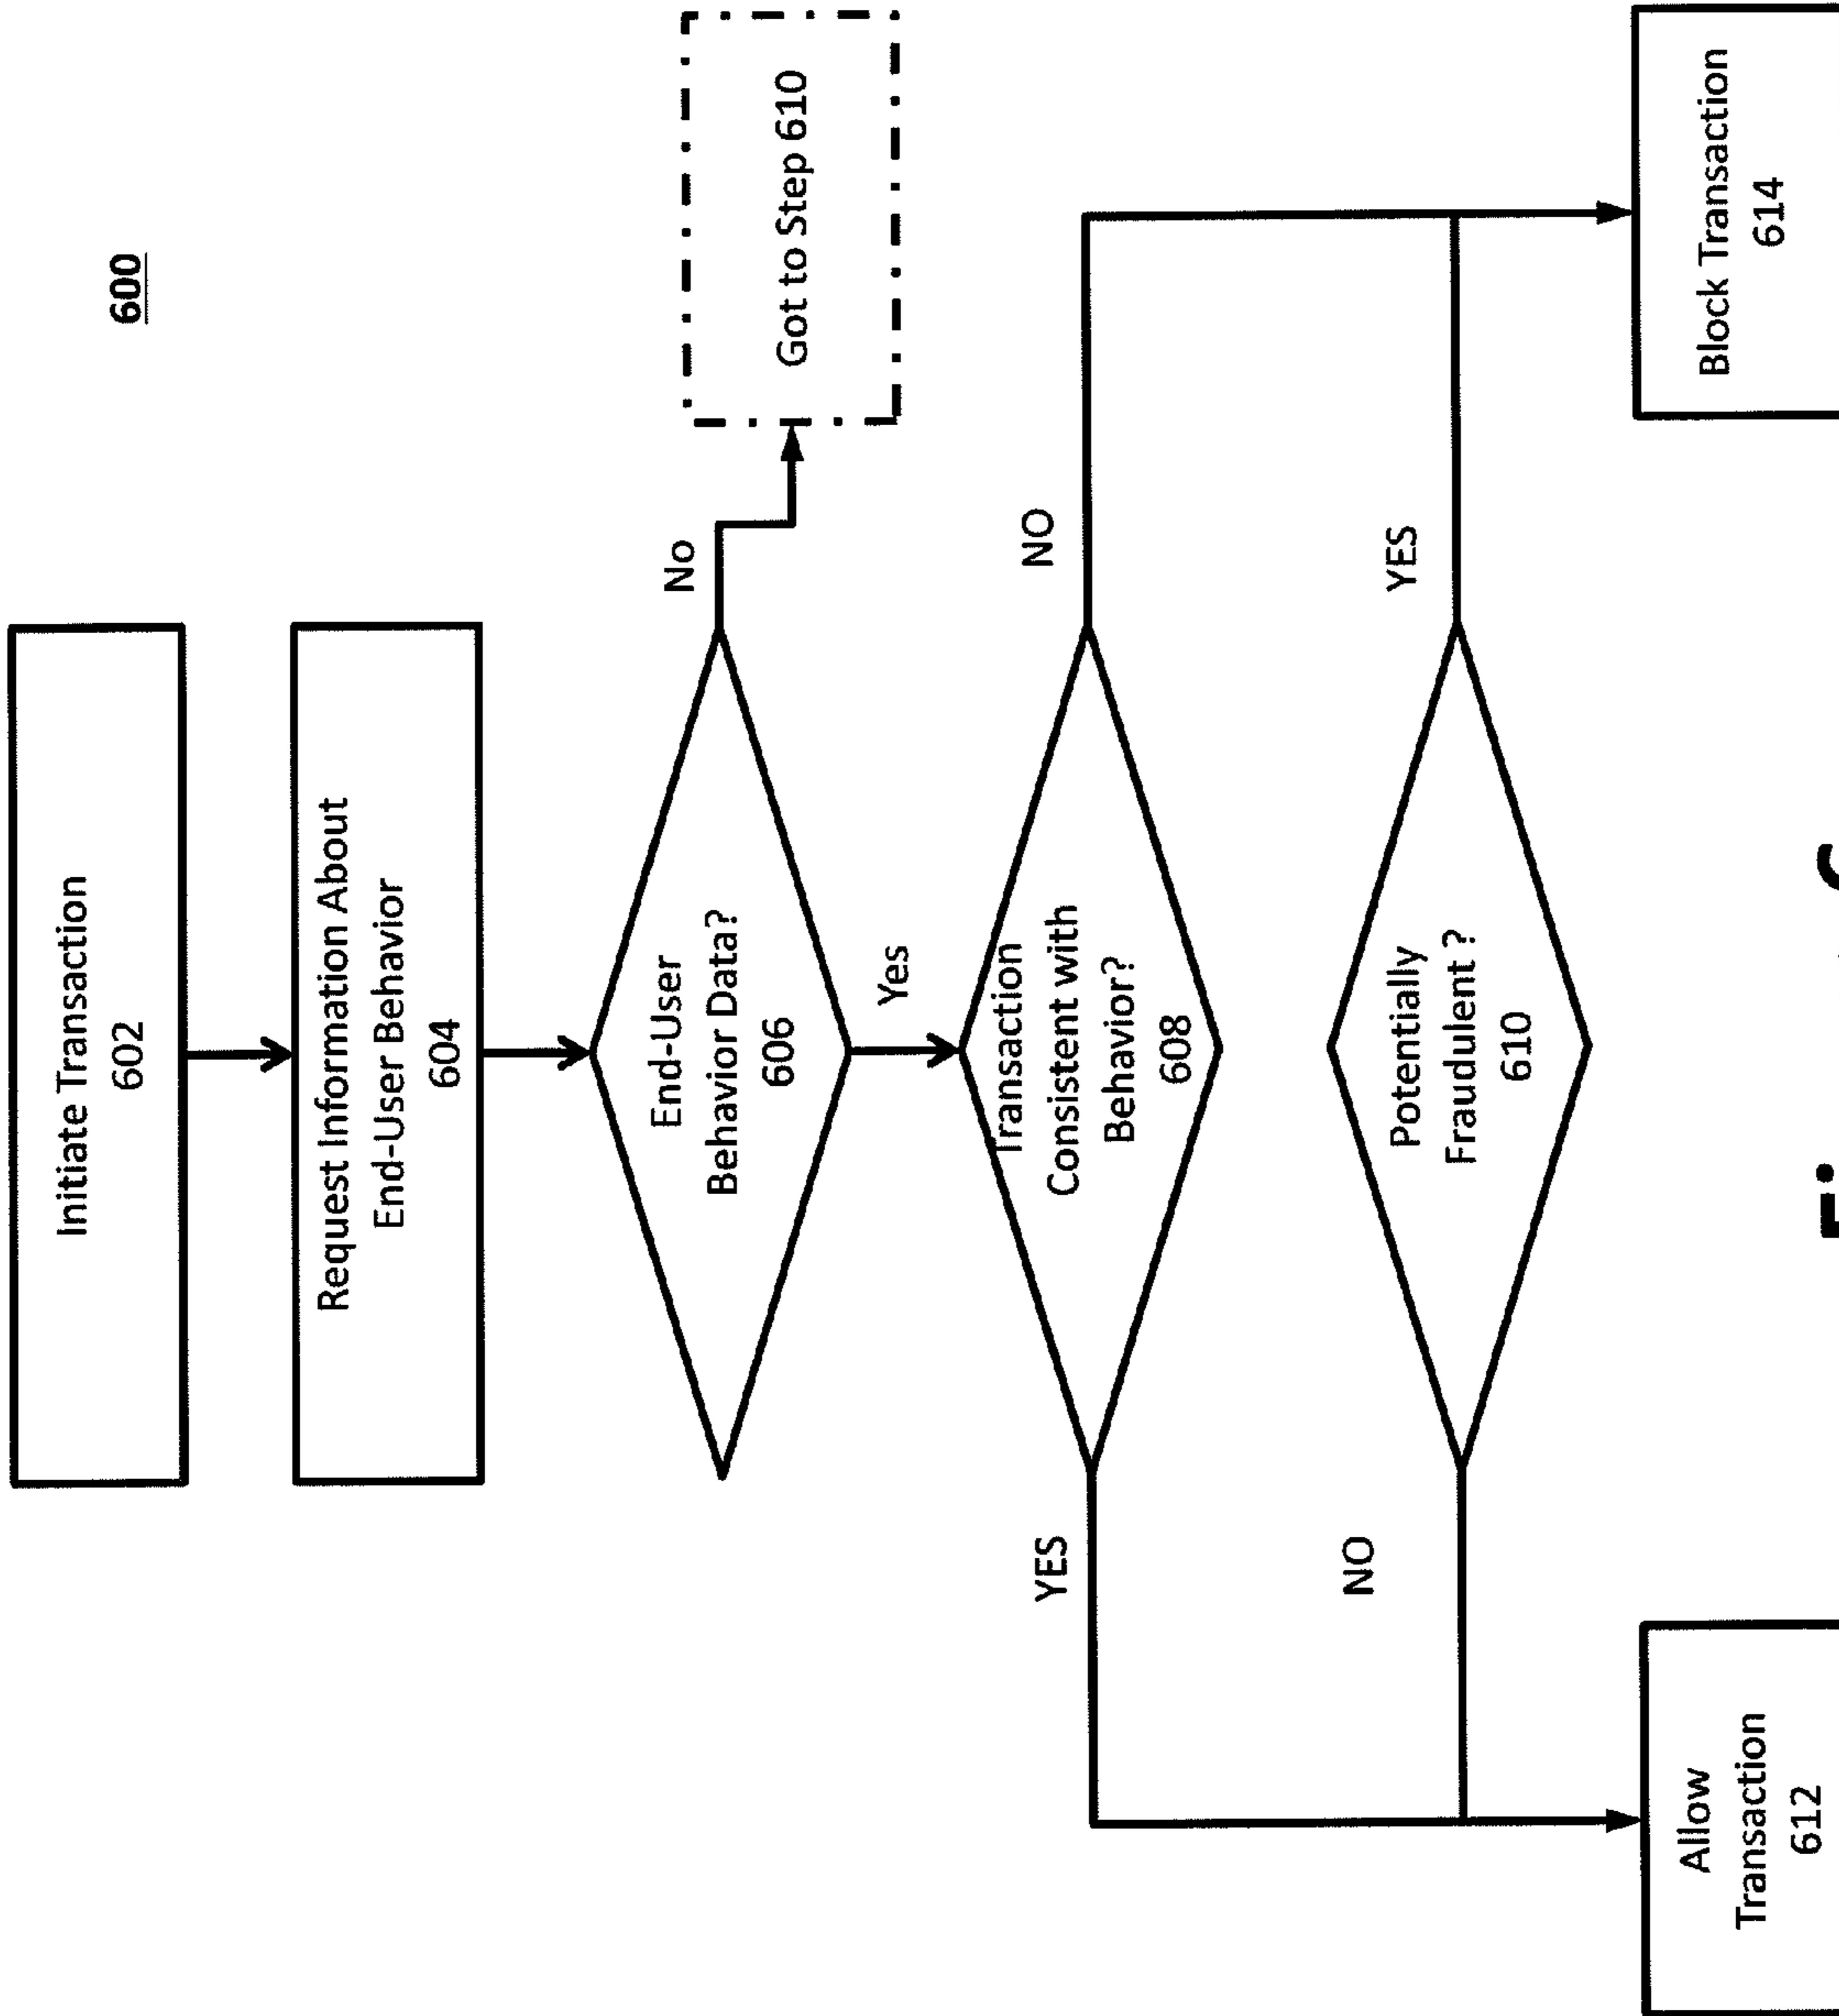 600
Initiate Transaction
602
Request Information About
End-User Behavior
604
End-User
Behavior Data?
606
No
Got to Step 610
Yes
Transaction
Consistent with
Behavior?
608
YES
NO
Potentially
Fraudulent ?
610
NO
YES
Allow
Transaction
612
Block Transaction
614